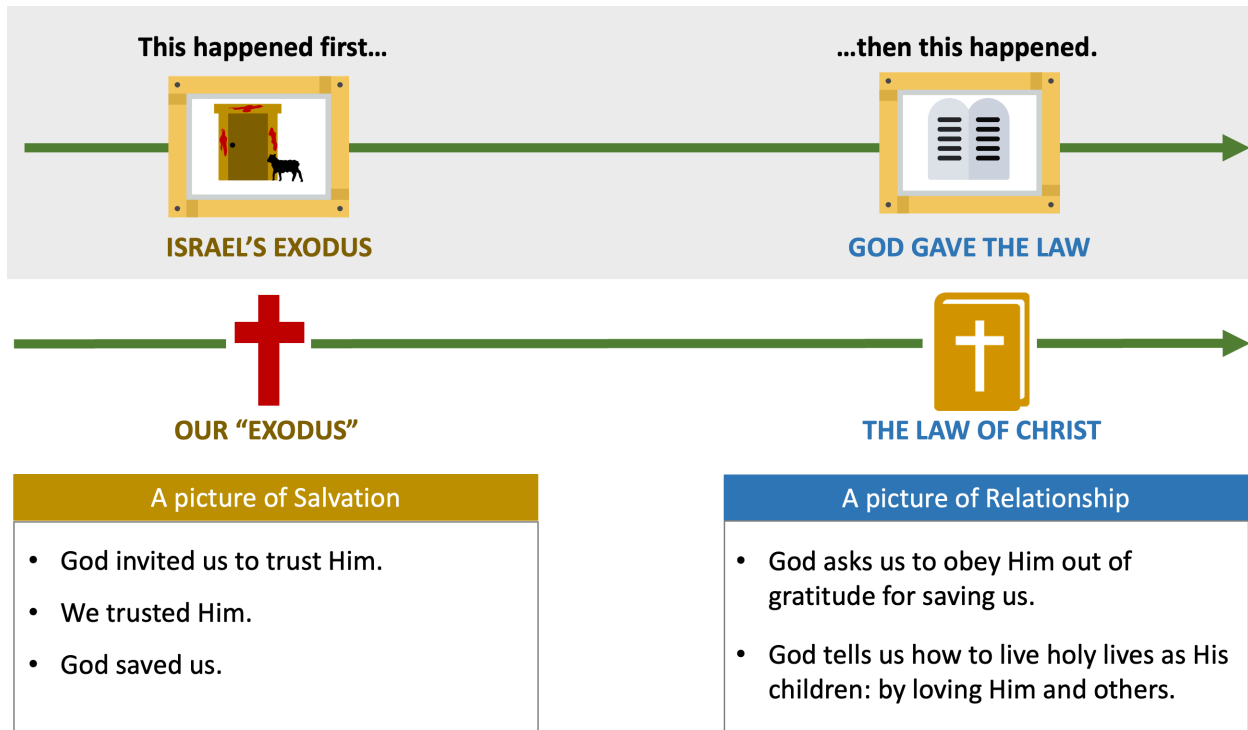 This happened first…
…then this happened.
ISRAEL’S EXODUS
GOD GAVE THE LAW
OUR “EXODUS”
THE LAW OF CHRIST
A picture of Salvation
• God invited us to trust Him.
• We trusted Him.
• God saved us.
A picture of Relationship
• God asks us to obey Him out of
gratitude for saving us.
• God tells us how to live holy lives as His
children: by loving Him and others.